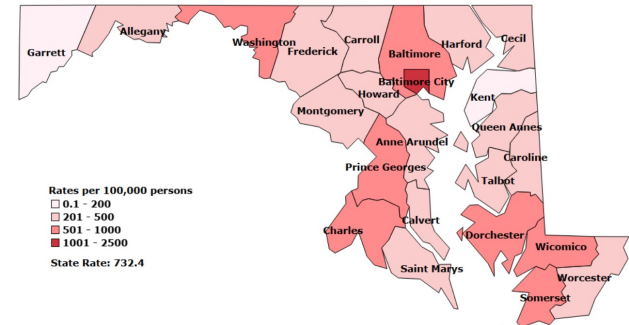 Garrett
Allegany
Washington
Frederick
Carroll
Baltimore
Harford
Cecil
Baltimore City
Howard
Kent
Montgomery
Queen Annes
Anne Arundel
Caroline
Prince Georges
Talbot
Calvert
Charles
Dorchester
Wicomico
Saint Marys
Worcester
Somerset
Rates per 100,000 persons
0.1 - 200
201 - 500
501 - 1000
1001 - 2500
State Rate: 732.4